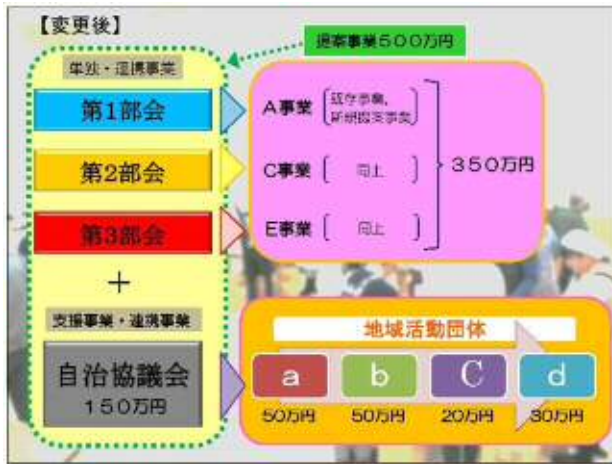 【変更後】
提案事業500万円
単独・連携事業
第1部会
A事業
既存事業、
新規提案事業
第2部会
C事業
同上
350万円
第3部会
E事業
同上
+
支援事業・連携事業
自治協議会
150万円
地域活動団体
a b C d
50万円 50万円 20万円 30万円